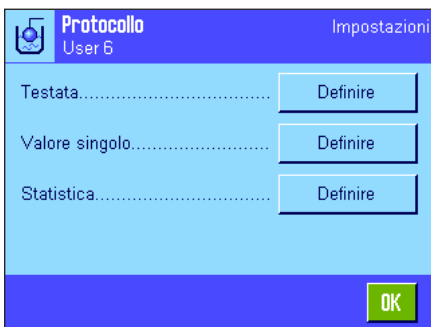 Protocollo
Impostazioni
User 6
Testata.................................... Definire
Valore singolo.......................... Definire
Statistica................................. Definire
OK